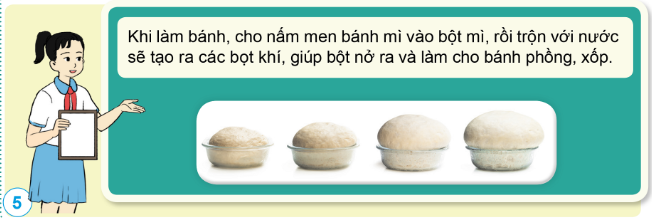 Khi làm bánh, cho nấm men bánh mì vào bột mì, rồi trộn với nước
sẽ tạo ra các bọt khí, giúp bột nở ra và làm cho bánh phồng, xốp.
5